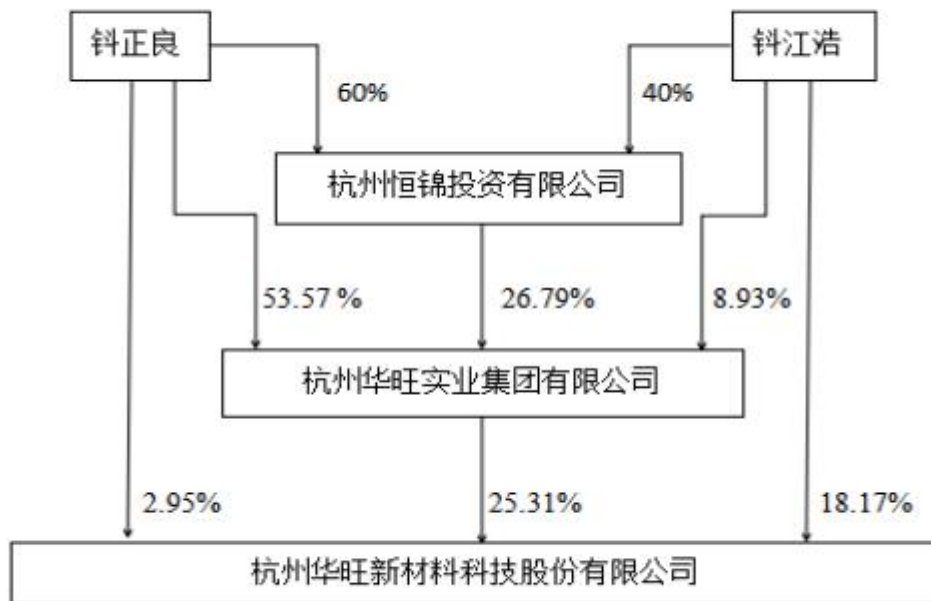 钭正良
钭江浩
60%
40%
杭州恒锦投资有限公司
53.57 %
26.79%
8.93%
杭州华旺实业集团有限公司
2.95%
25.31%
18.17%
杭州华旺新材料科技股份有限公司